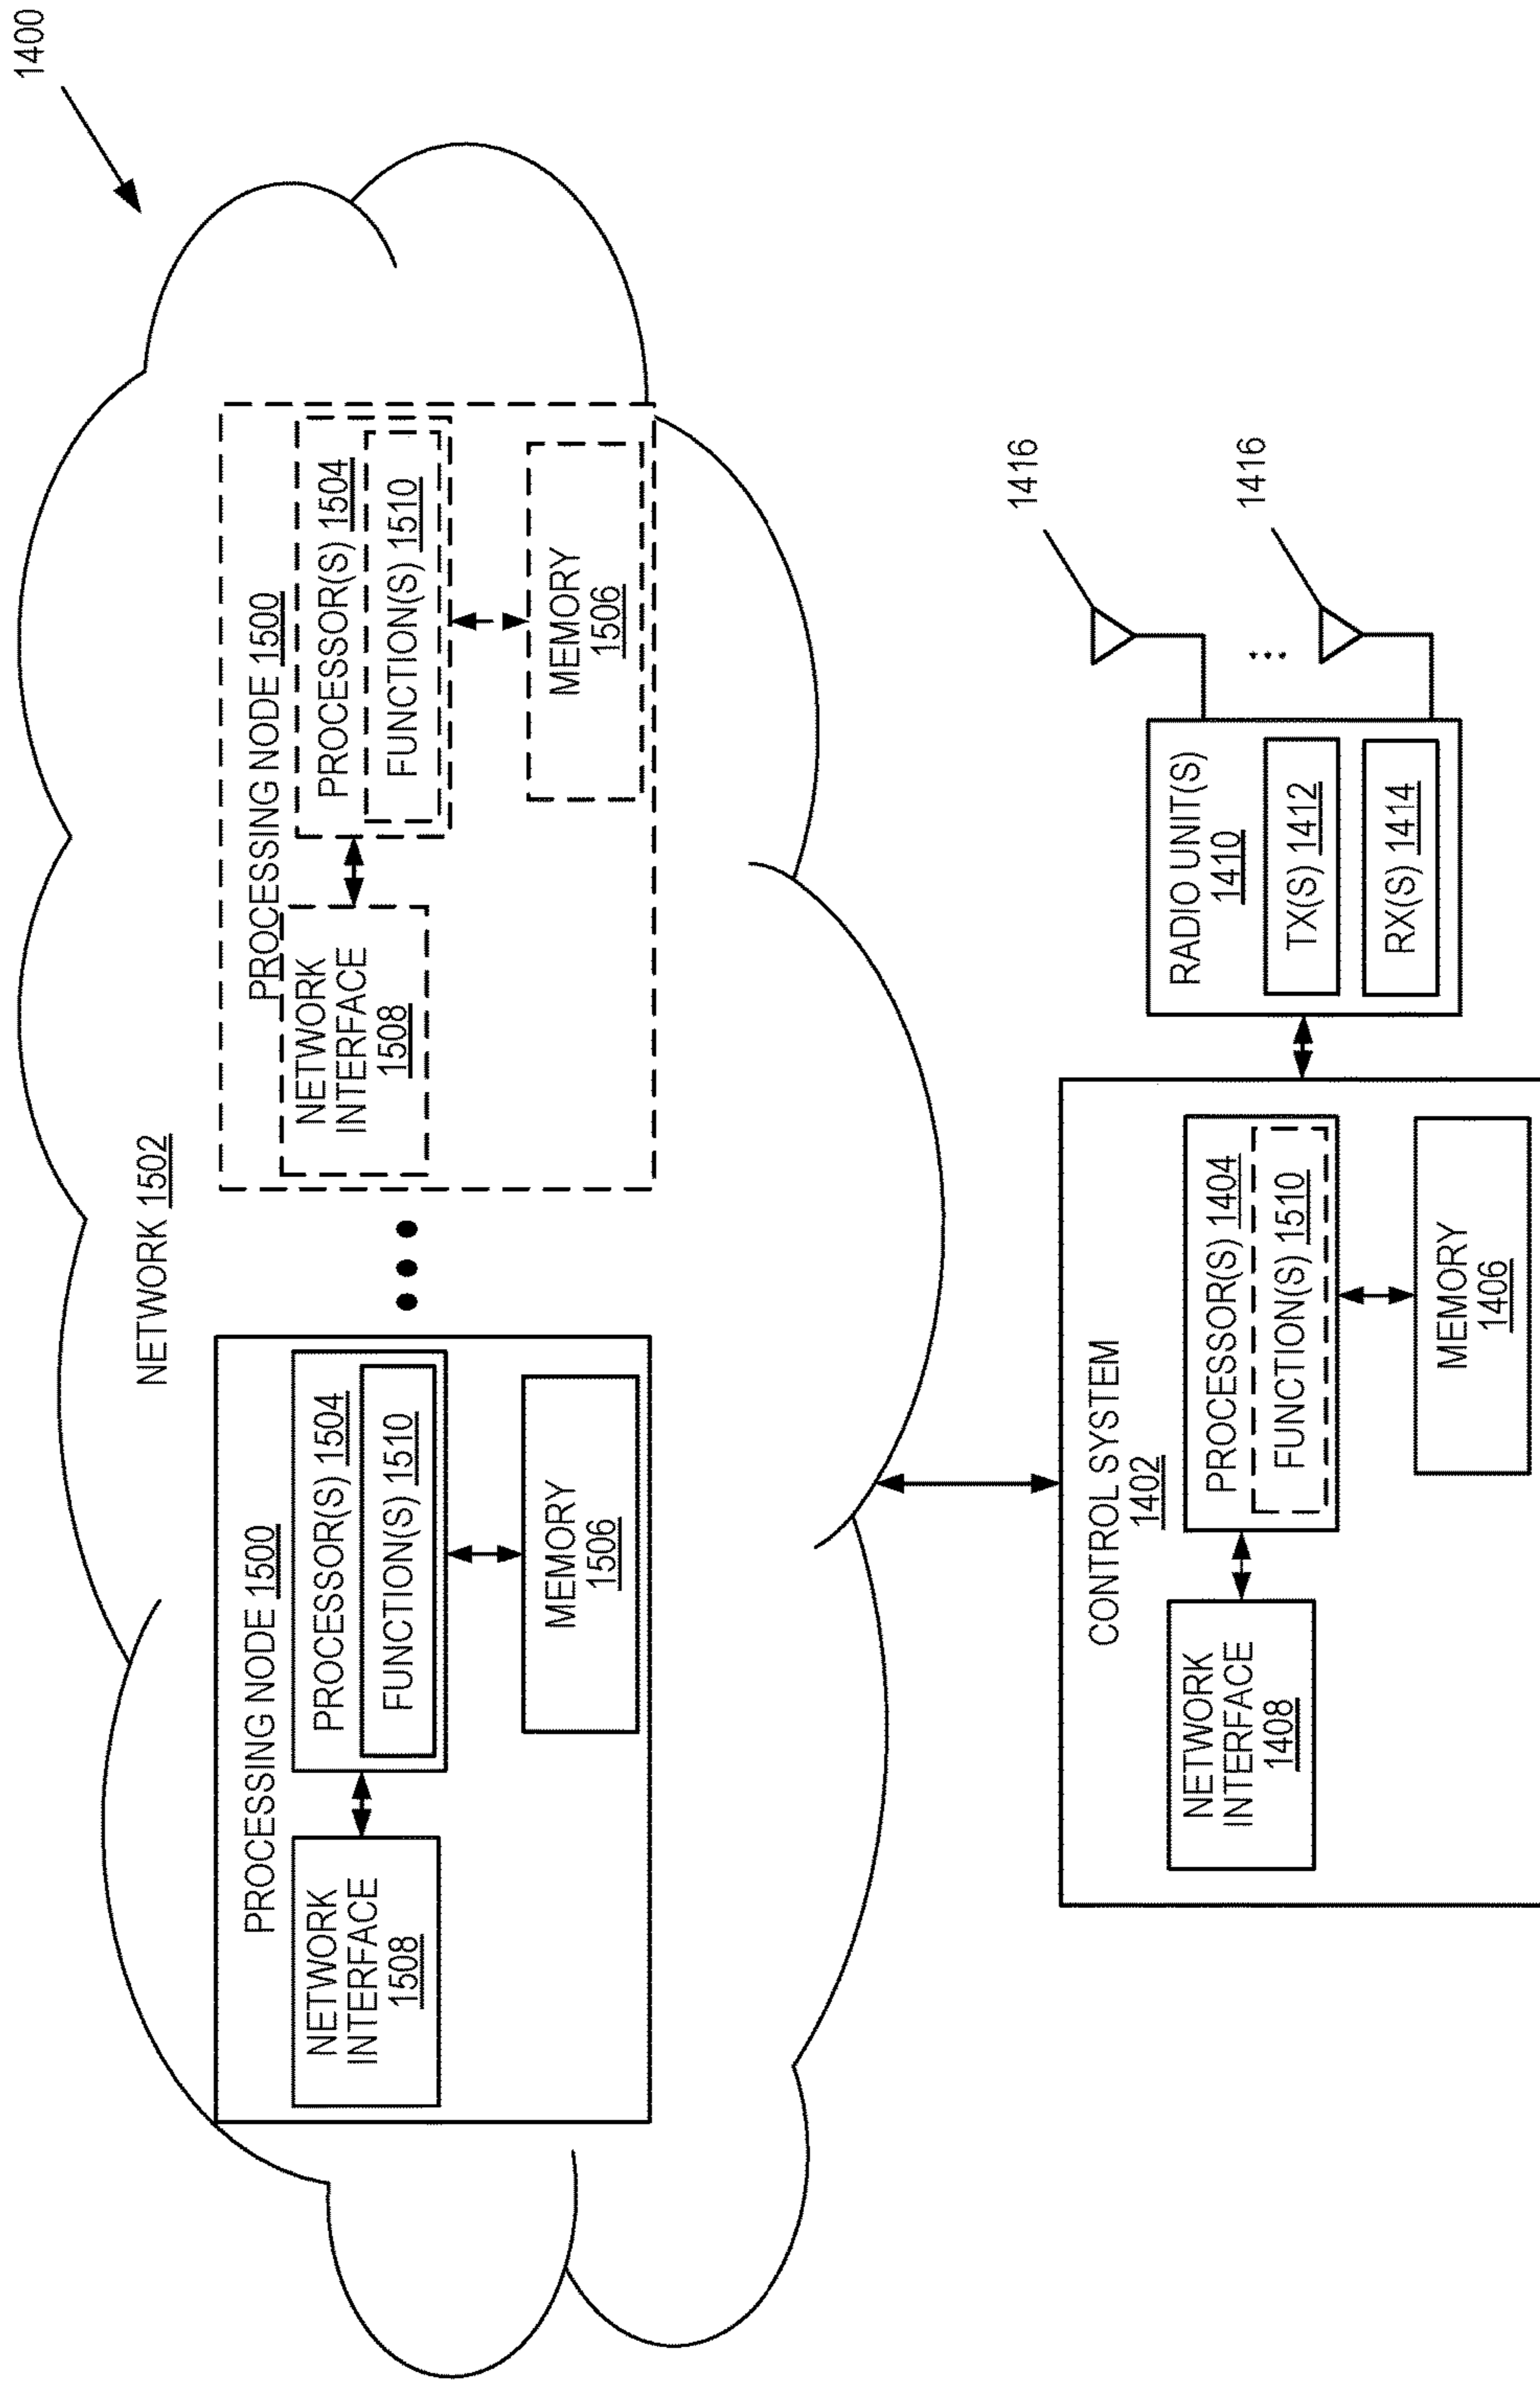 1400
NETWORK 1502
PROCESSING NODE 1500
NETWORK
INTERFACE
1508
PROCESSOR(S) 1504
FUNCTION(S) 1510
MEMORY
1506
PROCESSING NODE 1500
NETWORK
INTERFACE
1508
PROCESSOR(S) 1504
FUNCTION(S) 1510
MEMORY
1506
CONTROL SYSTEM
1402
NETWORK
INTERFACE
1408
PROCESSOR(S) 1404
FUNCTION(S) 1510
MEMORY
1406
RADIO UNIT(S)
1410
TX(S) 1412
RX(S) 1414
1416
1416